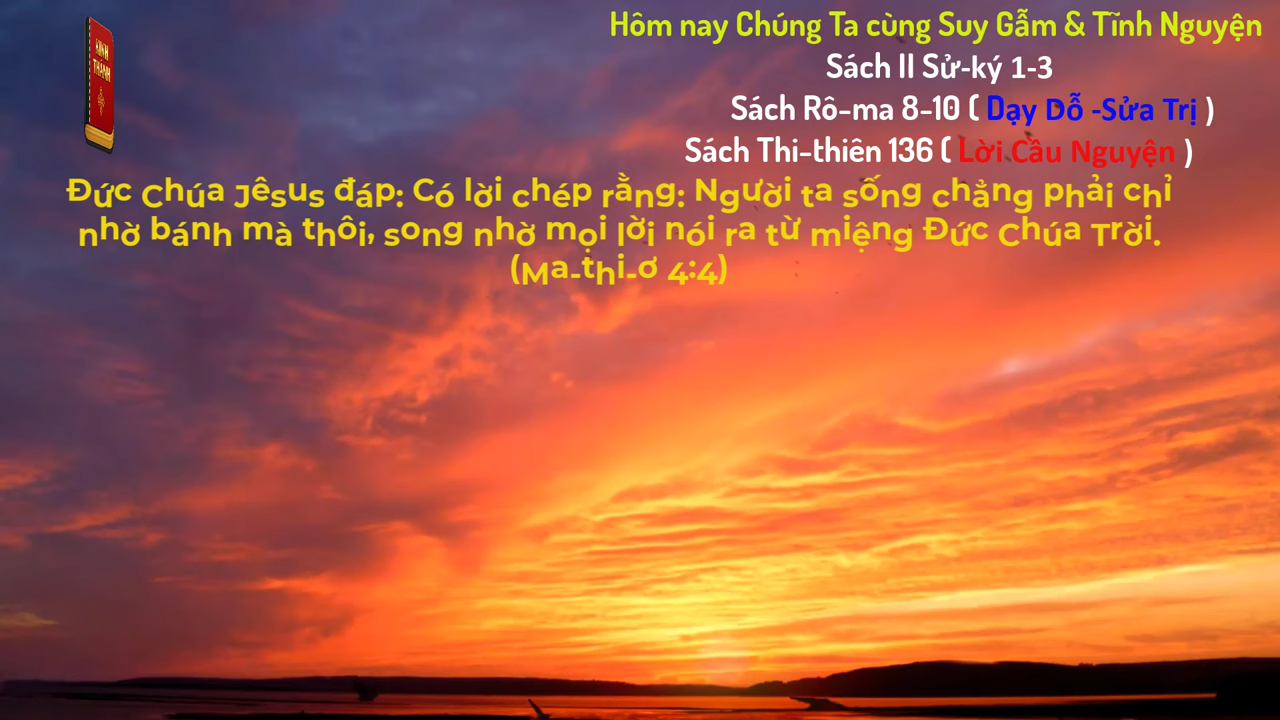 KINH
THÁNH
Hôm nay Chúng Ta cùng Suy Gẫm & Tĩnh Nguyện
Sách II Sử-ký 1-3
Sách Rô-ma 8-10 ( Dạy Dỗ -Sửa Trị )
Sách Thi-thiên 136 ( Lời Cầu Nguyện )
Đức Chúa Jêsus đáp: Có lời chép rằng: Người ta sống chẳng phải chỉ
nhờ bánh mà thôi, song nhờ mọi lời nói ra từ miệng Đức Chúa Trời.
(Ma-thi-ơ 4:4)